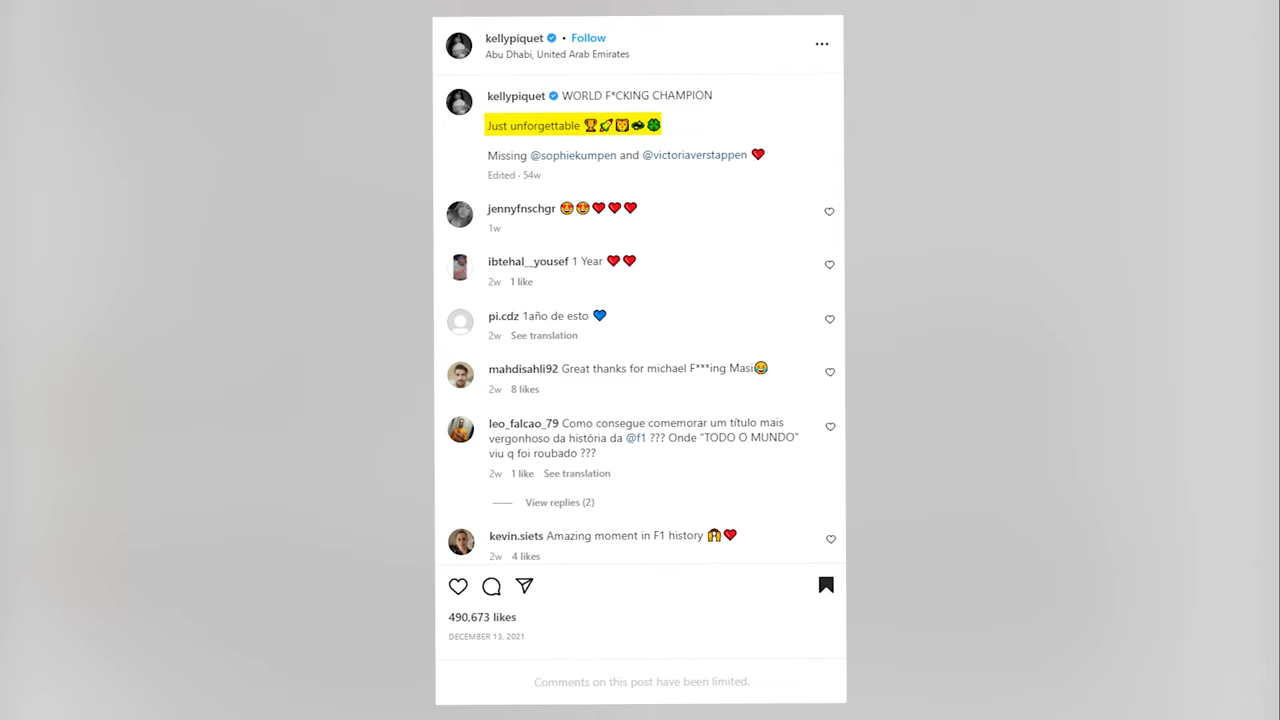 kellypiquet • Follow
Abu Dhabi, United Arab Emirates
kellypiquet WORLD F*CKING CHAMPION
Just unforgettable 🏆🚀🦁🏎🍀
Missing @sophiekumpen and @victoriaverstappen ❤️
Edited · 54w
jennyfnschgr 😍😍❤️❤️❤️
1w
ibtehal__yousef 1 Year ❤️❤️
2w 1 like
pi.cdz 1año de esto 💙
2w See translation
mahdisahli92 Great thanks for michael F***ing Masi😂
2w 8 likes
leo_falcao_79 Como consegue comemorar um título mais
vergonhoso da história da @f1 ??? Onde "TODO O MUNDO"
viu q foi roubado ???
2w 1 like See translation
View replies (2)
kevin.siets Amazing moment in F1 history 🙌❤️
2w 4 likes
490,673 likes
DECEMBER 13, 2021
Comments on this post have been limited.